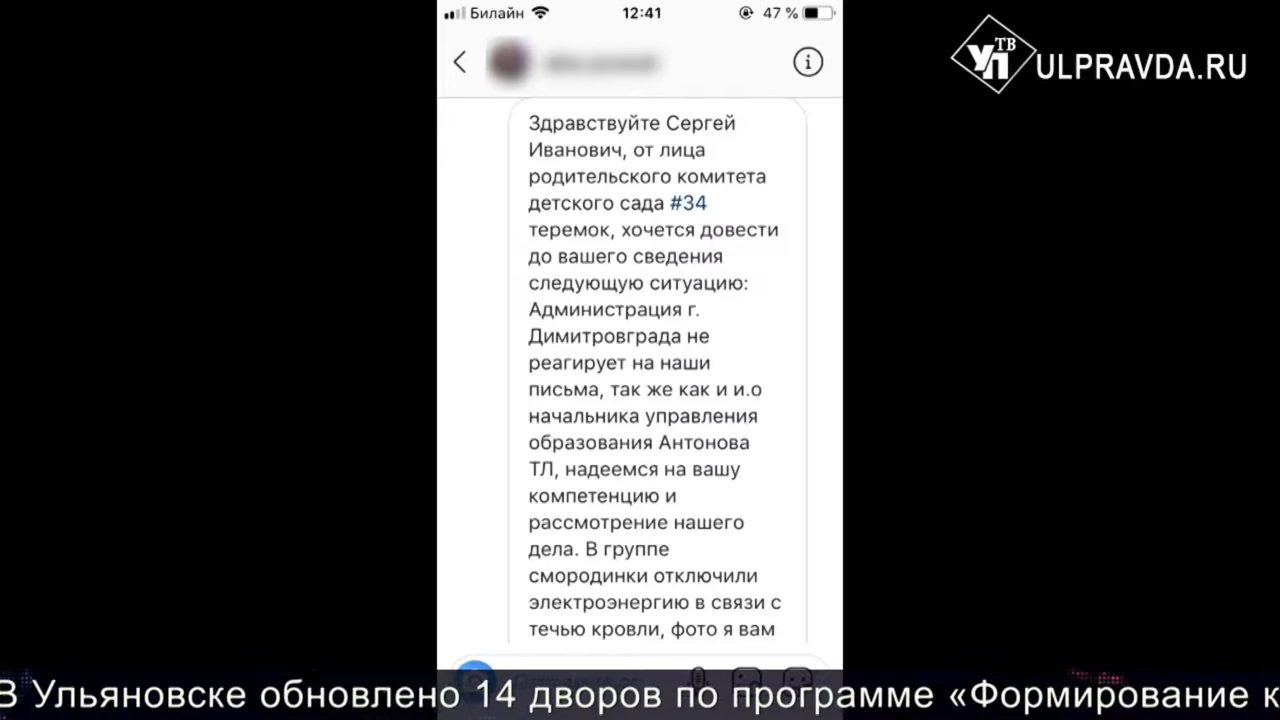 Билайн 12:41 47 %
УП ТВ ULPRAVDA.RU
Здравствуйте Сергей
Иванович, от лица
родительского комитета
детского сада #34
теремок, хочется довести
до вашего сведения
следующую ситуацию:
Администрация г.
Димитровграда не
реагирует на наши
письма, так же как и и.о
начальника управления
образования Антонова
ТЛ, надеемся на вашу
компетенцию и
рассмотрение нашего
дела. В группе
смородинки отключили
электроэнергию в связи с
течью кровли, фото я вам
В Ульяновске обновлено 14 дворов по программе «Формирование к